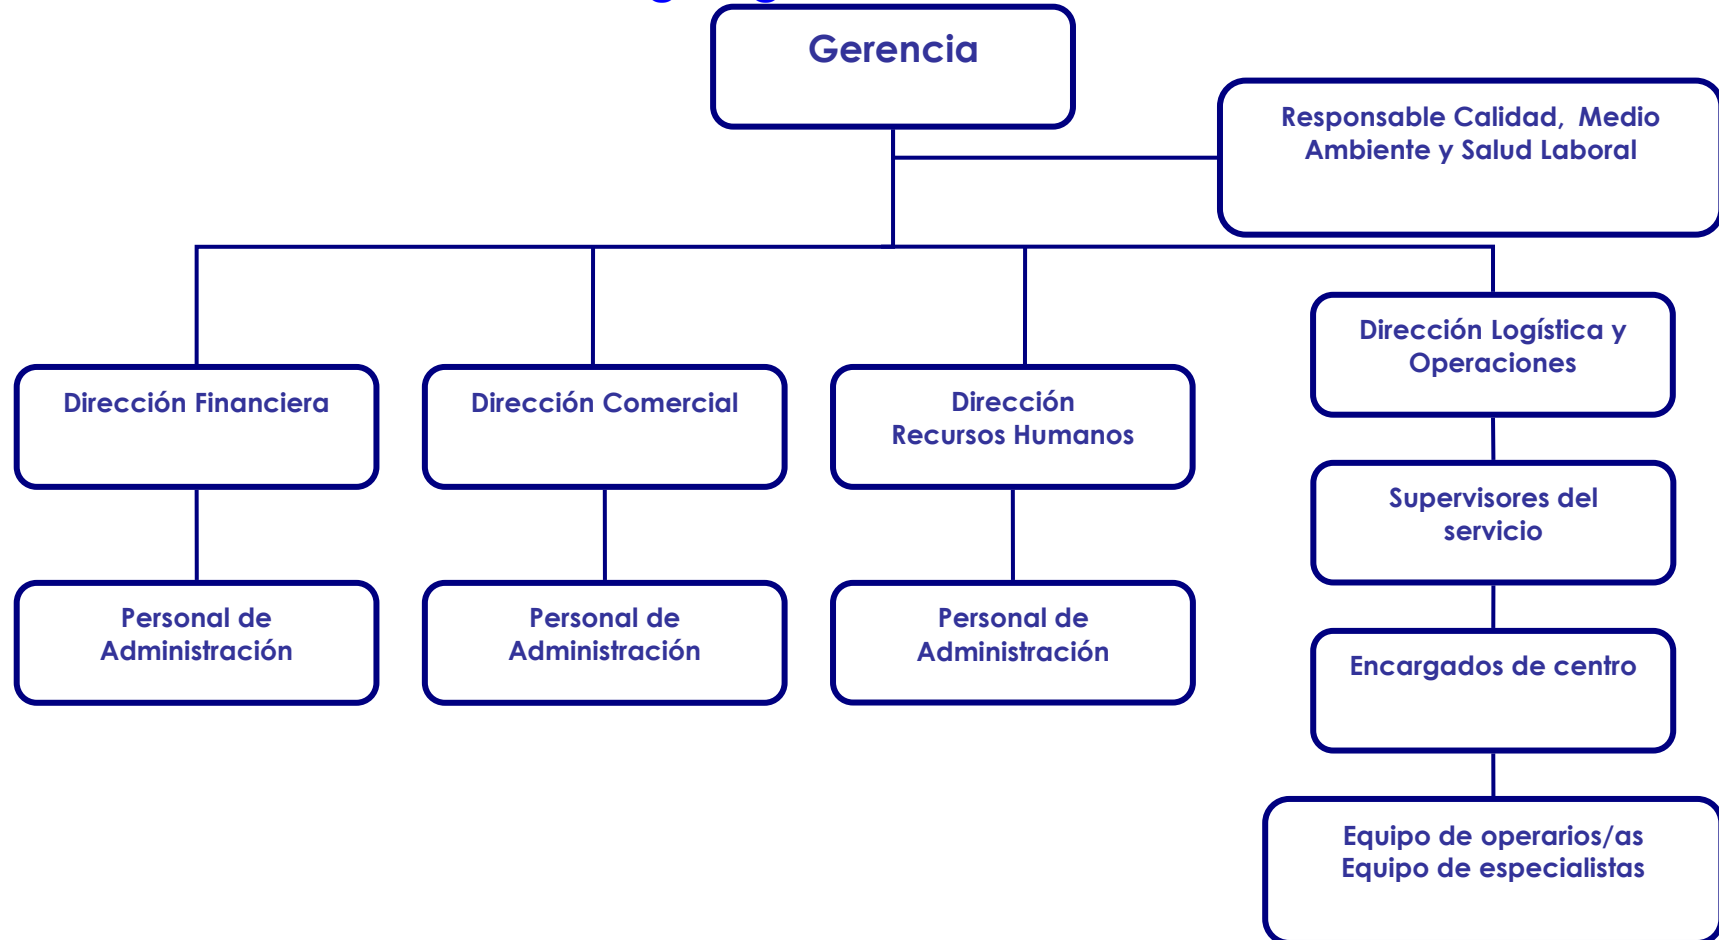 Gerencia
Responsable Calidad, Medio
Ambiente y Salud Laboral
Dirección Logística y
Operaciones
Dirección Financiera
Dirección Comercial
Dirección
Recursos Humanos
Supervisores del
servicio
Personal de
Administración
Personal de
Administración
Personal de
Administración
Encargados de centro
Equipo de operarios/as
Equipo de especialistas